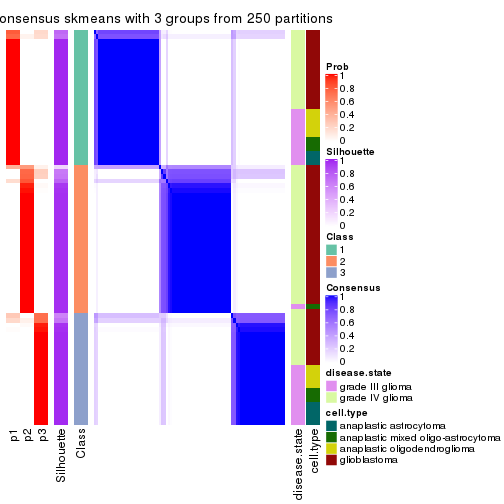 onsensus skmeans with 3 groups from 250 partitions
Prob
1
0.8
0.6
0.4
0.2
0
Silhouette
1
0.8
0.6
0.4
0.2
0
Class
1
2
3
Consensus
1
0.8
0.6
0.4
0.2
0
disease.state
grade III glioma
grade IV glioma
cell.type
anaplastic astrocytoma
anaplastic mixed oligo-astrocytoma
anaplastic oligodendroglioma
glioblastoma
p1
p2
p3
Silhouette
Class
disease.state
cell.type